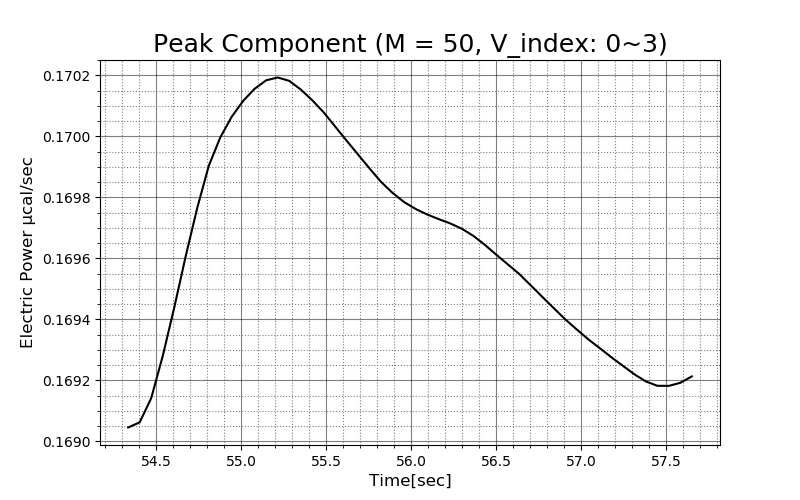 Peak Component (M = 50, V_index: 0~3)
Electric Power μcal/sec
0.1702
0.1700
0.1698
0.1696
0.1694
0.1692
0.1690
54.5 55.0 55.5 56.0 56.5 57.0 57.5
Time[sec]